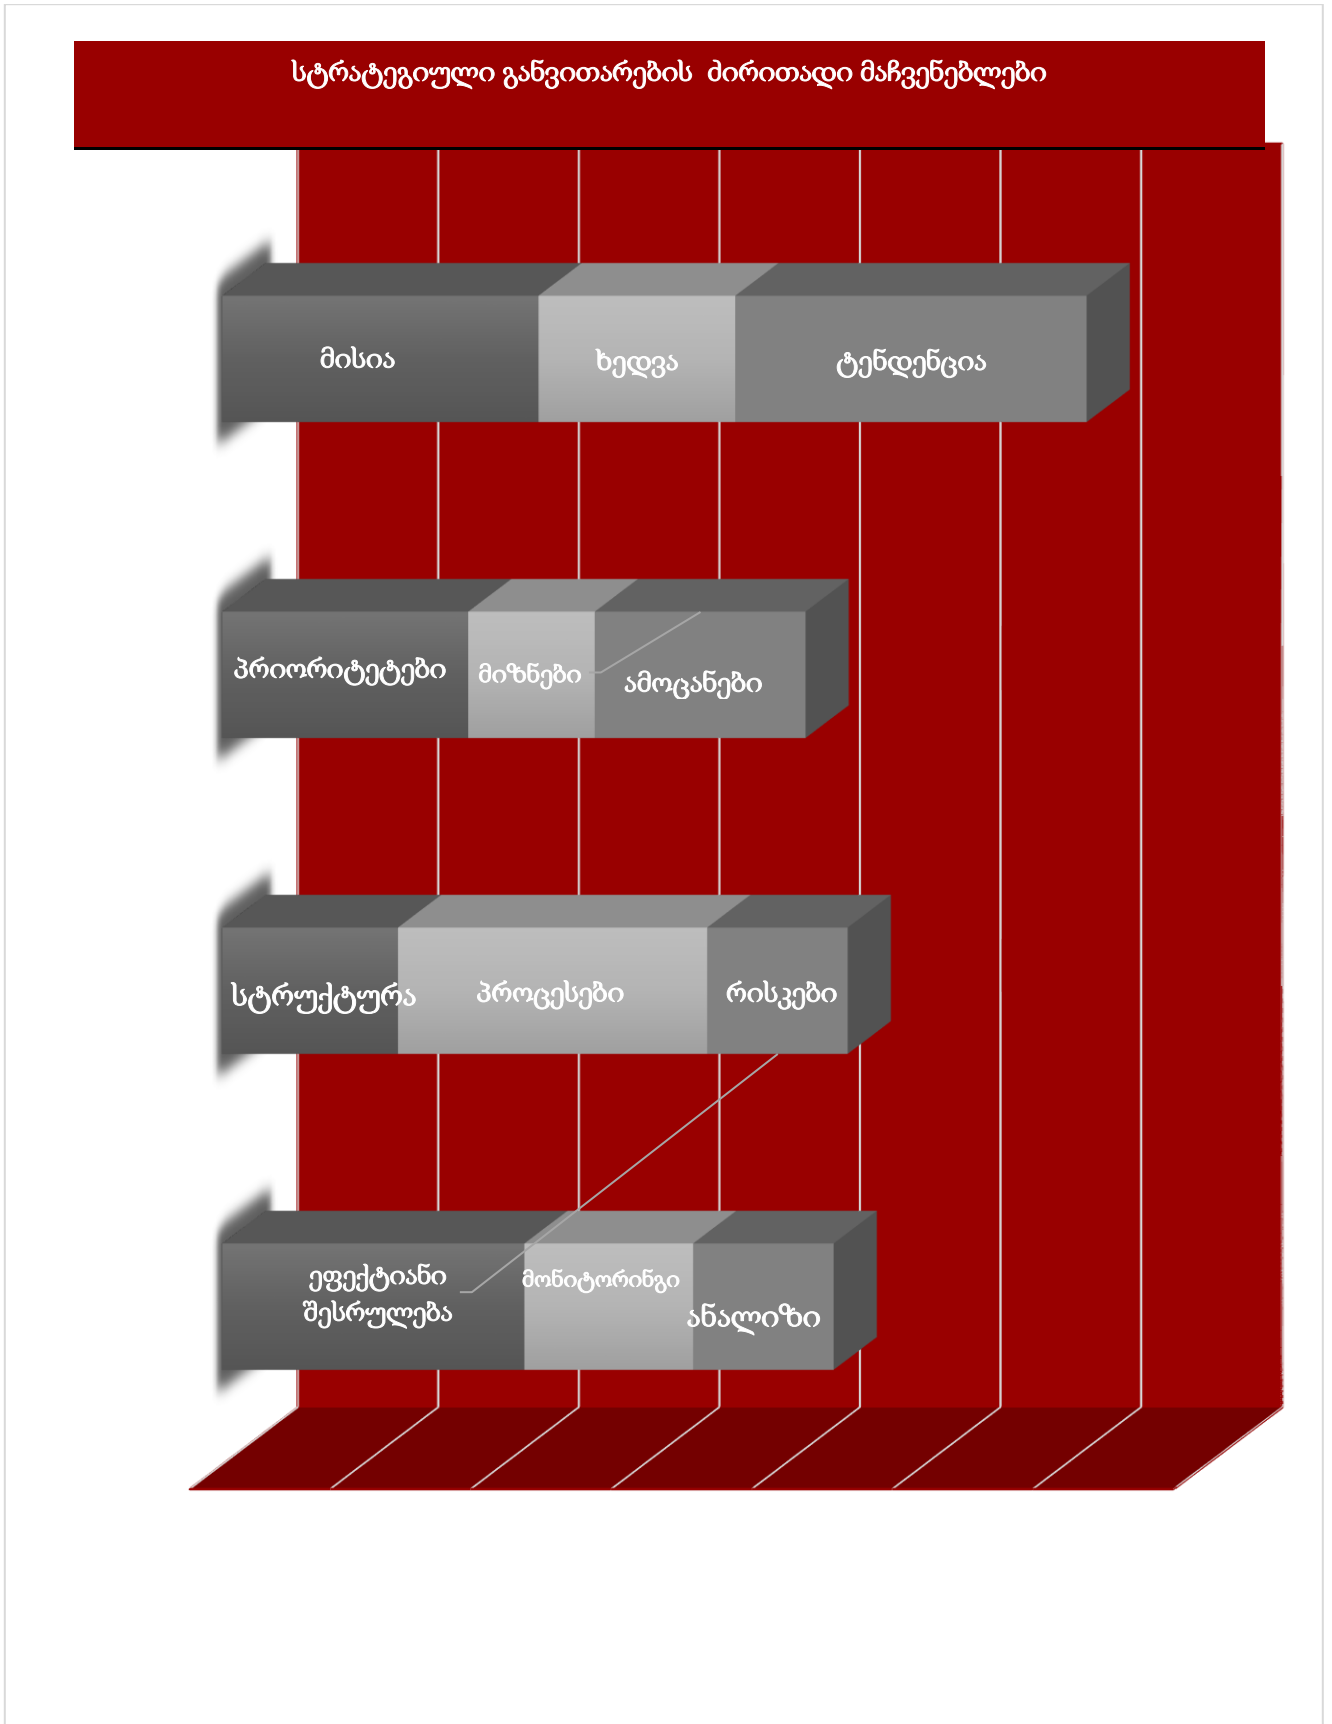 სტრატეგიული განვითარების  ძირითადი მაჩვენებლები
მისია
ხედვა
ტენდენცია
პრიორიტეტები
მიზნები
ამოცანები
სტრუქტურა
პროცესები
რისკები
ეფექტიანი
შესრულება
მონიტორინგი
ანალიზი